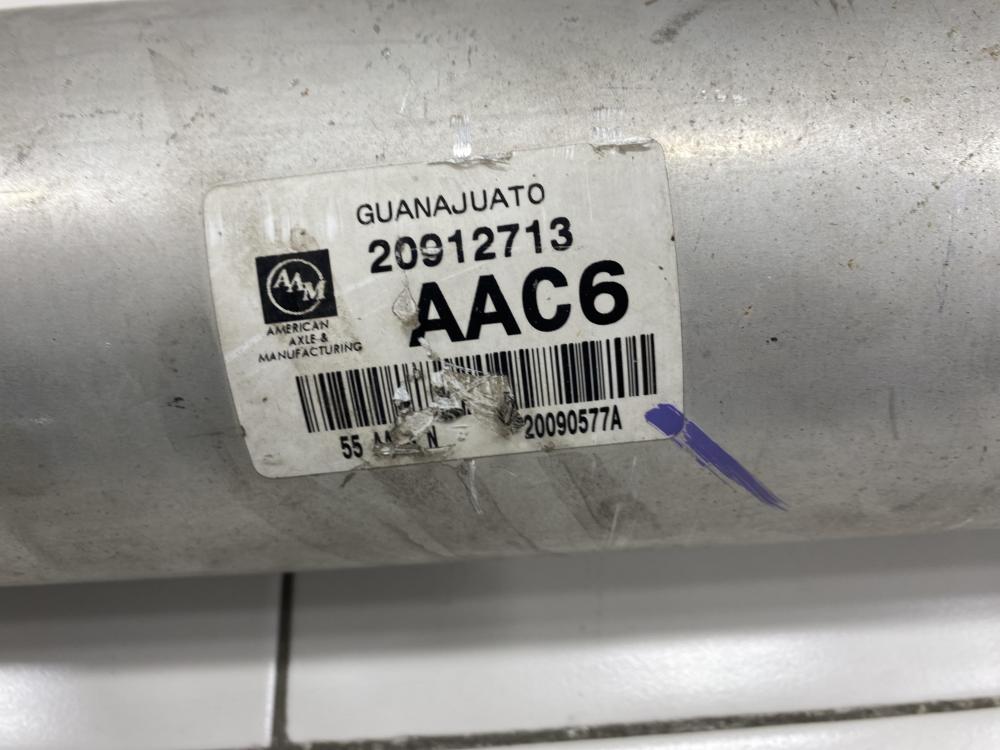 GUANAJUATO
20912713
AAC6
AAM
AMERICAN
AXLE &
MANUFACTURING
55 20090577A